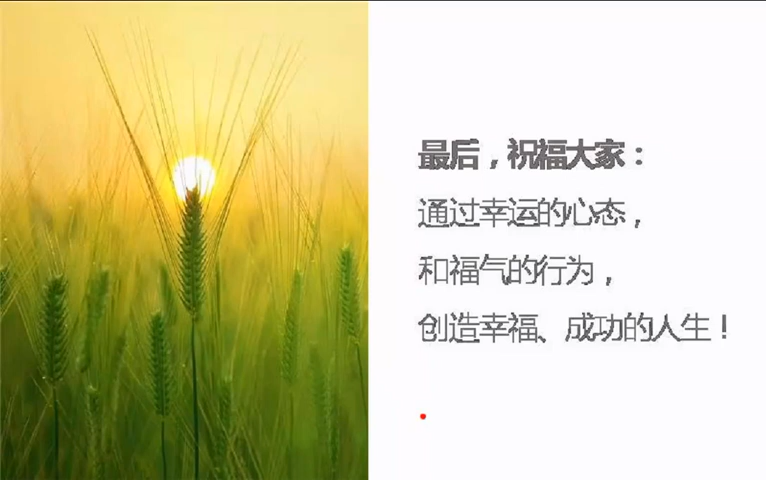 最后，祝福大家：
通过幸运的心态，
和福气的行为，
创造幸福、成功的人生！